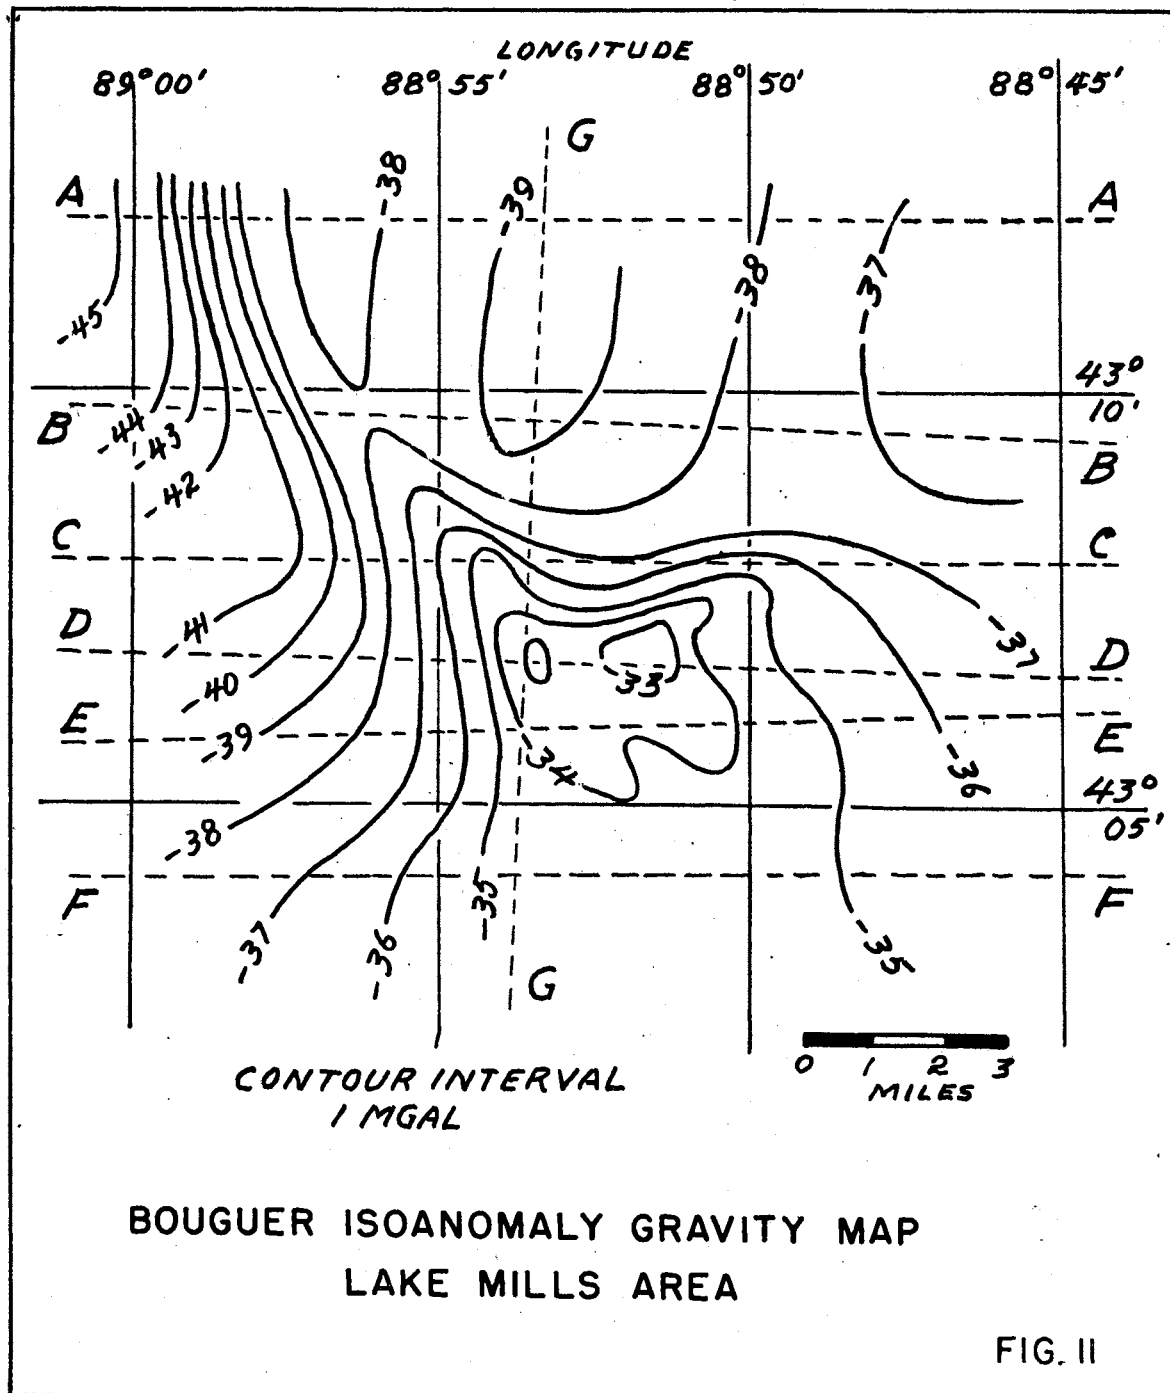 LONGITUDE
89°00' 88°55' 88°50' 88°45'
G
-38
-39
A A
-38
-37
-45
43°
10'
B
-44
-43
B
-42
C C
-41
D
-37
D
-40
-33
E
-39
E
-34
-36
43°
05'
-38
F
-35
F
-37
-36
-35
G
0 1 2 3
MILES
CONTOUR INTERVAL
1 MGAL
BOUGUER ISOANOMALY GRAVITY MAP
LAKE MILLS AREA
FIG. 11